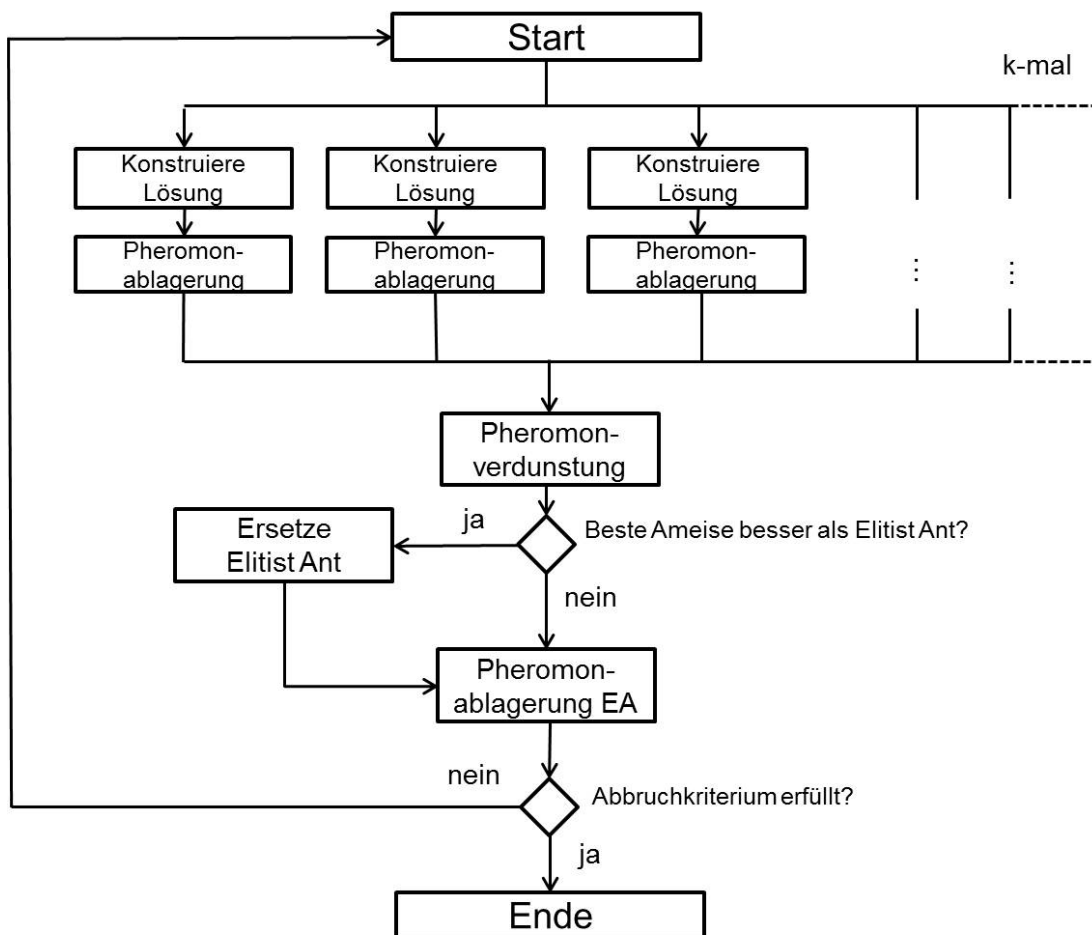 Start
k-mal
Konstruiere
Lösung
Konstruiere
Lösung
Konstruiere
Lösung
Pheromon-
ablagerung
Pheromon-
ablagerung
Pheromon-
ablagerung
Pheromon-
verdunstung
ja
Beste Ameise besser als Elitist Ant?
Ersetze
Elitist Ant
nein
Pheromon-
ablagerung EA
nein
Abbruchkriterium erfüllt?
ja
Ende